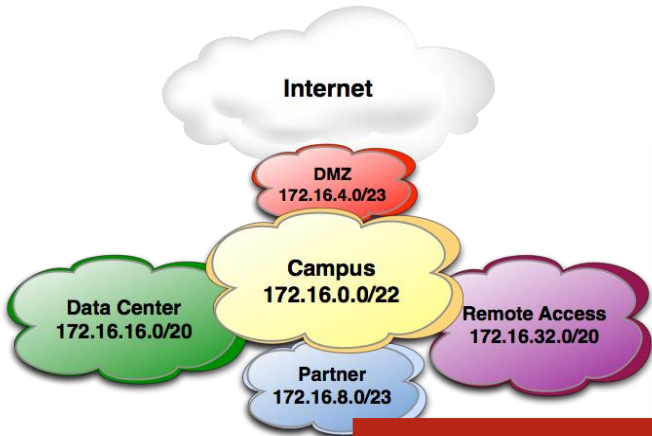 Internet
DMZ
172.16.4.0/23
Campus
172.16.0.0/22
Data Center
172.16.16.0/20
Remote Access
172.16.32.0/20
Partner
172.16.8.0/23